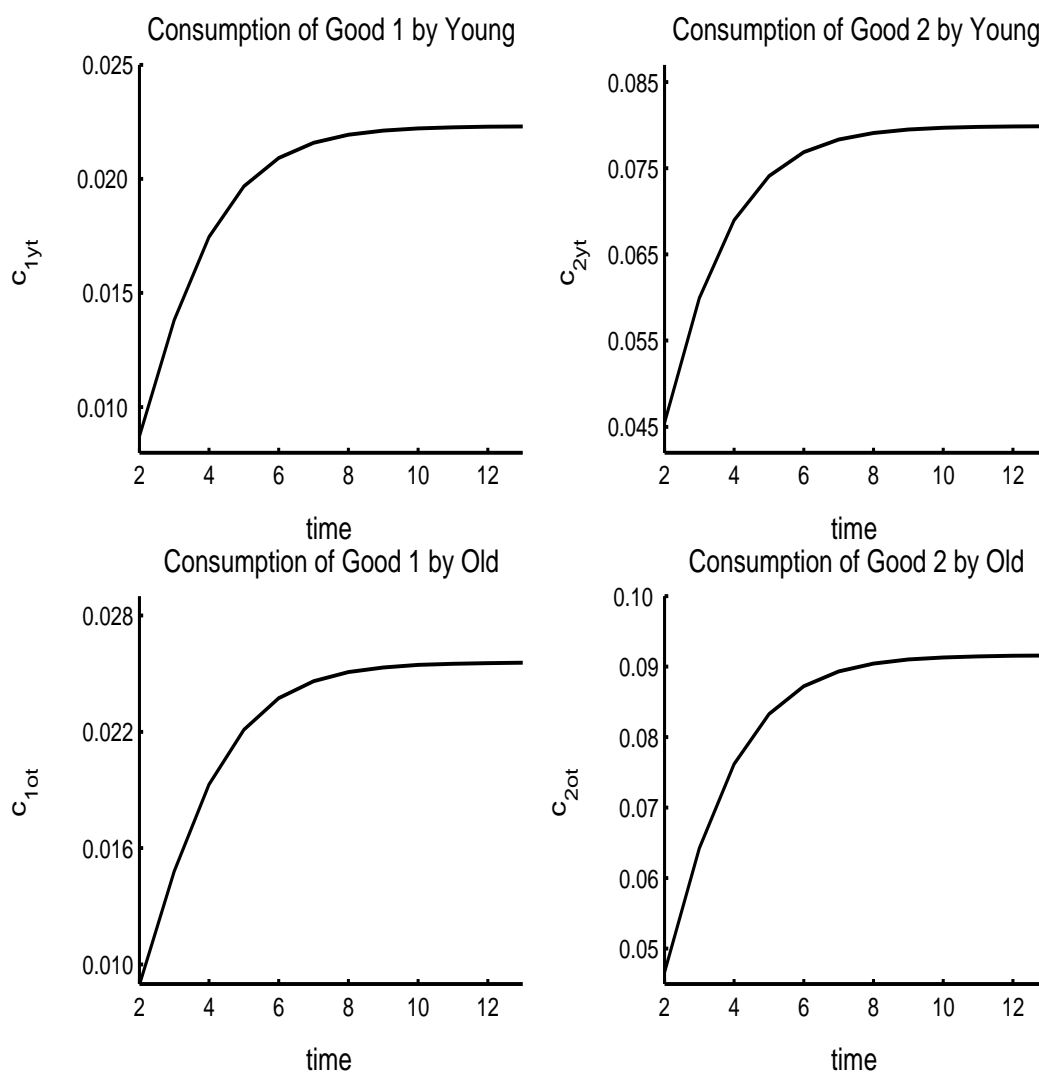 Consumption of Good 1 by Young
0.025
0.020
0.015
0.010
c1yt
2 4 6 8 10 12
time
Consumption of Good 2 by Young
0.085
0.075
0.065
0.055
0.045
c2yt
2 4 6 8 10 12
time
Consumption of Good 1 by Old
0.028
0.022
0.016
0.010
c1ot
2 4 6 8 10 12
time
Consumption of Good 2 by Old
0.10
0.09
0.08
0.07
0.06
0.05
c2ot
2 4 6 8 10 12
time